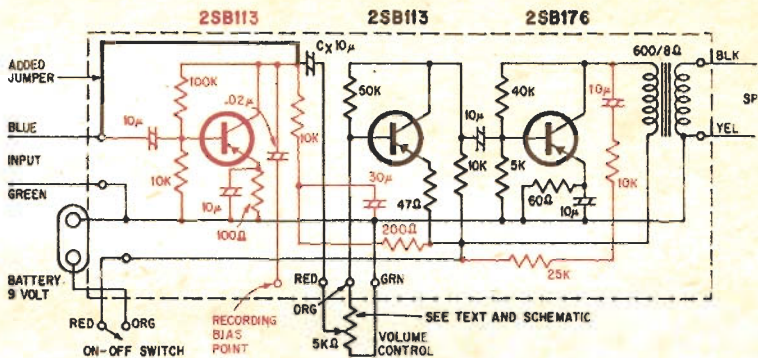 2SB113
2SB113
2SB176
ADDED
JUMPER
CX 10µ
600/8Ω
BLK
100K
.02µ
50K
40K
10µ
SP
BLUE
10µ
10K
10µ
YEL
INPUT
10K
30µ
10K
5K
10K
GREEN
10µ
47Ω
60Ω
10µ
100Ω
200Ω
BATTERY
9 VOLT
25K
RED
GRN
ORG
RED
ORG
RECORDING
BIAS
POINT
5KΩ
SEE TEXT AND SCHEMATIC
VOLUME
CONTROL
ON-OFF SWITCH